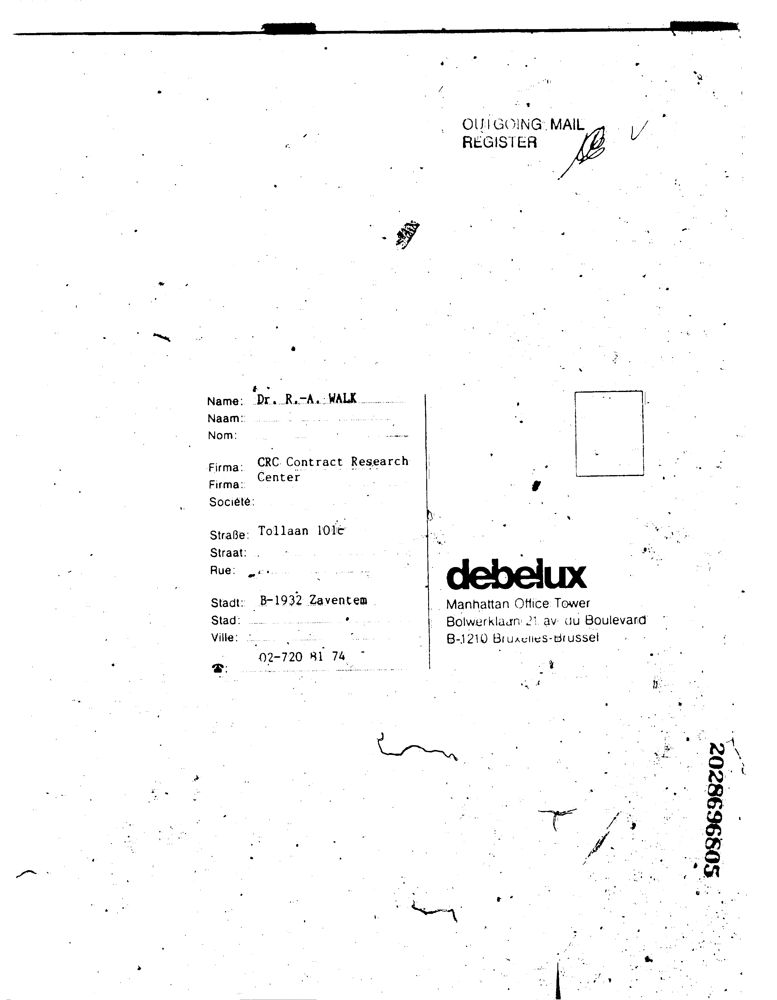 OUTGOING MAIL
REGISTER
Name: Dr. R.-A. WALK
Naam:
Nom:
Firma: CRC Contract Research
Firma: Center
Société:
Straße: Tollaan 101c
Straat:
Rue:
Stadt: B-1932 Zaventem
Stad:
Ville:
☎: 02-720 81 74
debelux
Manhattan Office Tower
Bolwerklaan 21 av. du Boulevard
B-1210 Bruxelles-Brussel
2028696805